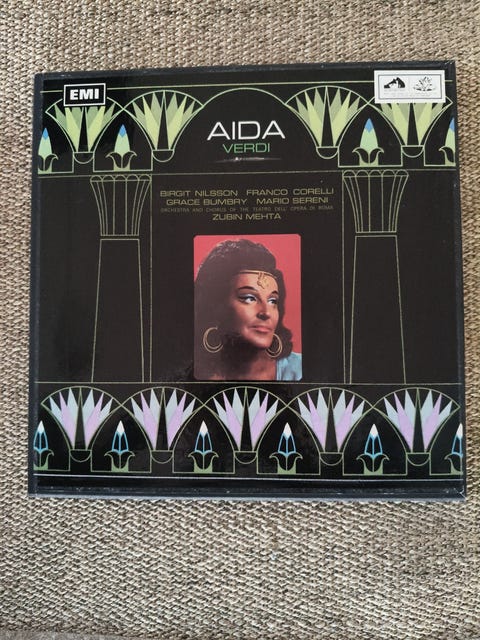 EMI
AIDA
VERDI
BIRGIT NILSSON FRANCO CORELLI
GRACE BUMBRY MARIO SERENI
ORCHESTRA AND CHORUS OF THE TEATRO DELL' OPERA DI ROMA
ZUBIN MEHTA